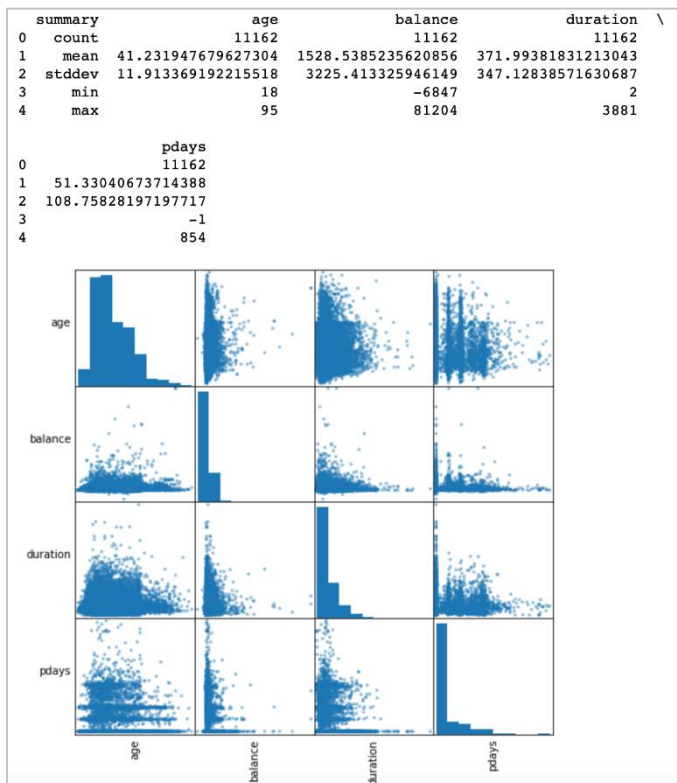 summary age balance duration \
0 count 11162 11162 11162
1 mean 41.231947679627304 1528.5385235620856 371.99381831213043
2 stddev 11.913369192215518 3225.413325946149 347.12838571630687
3 min 18 -6847 2
4 max 95 81204 3881
pdays
0 11162
1 51.33040673714388
2 108.75828197197717
3 -1
4 854
age
balance
duration
pdays
age
balance
duration
pdays